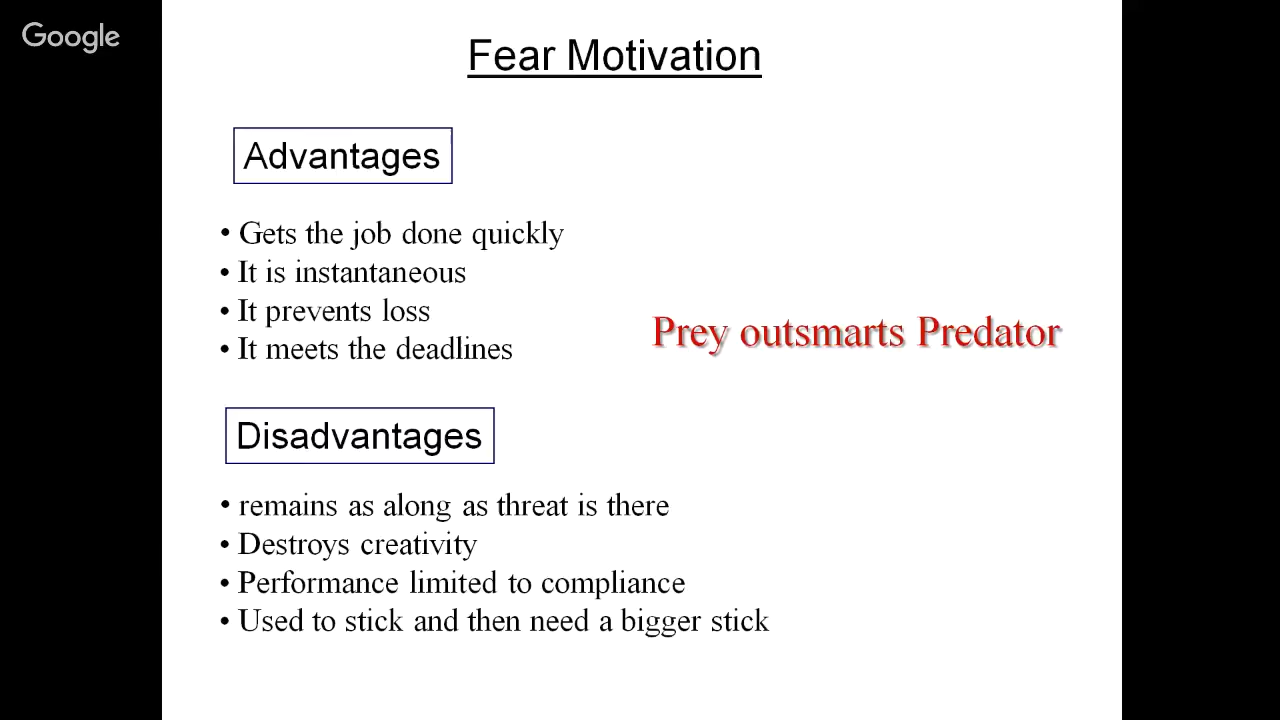 Google
Fear Motivation
Advantages
• Gets the job done quickly
• It is instantaneous
• It prevents loss
• It meets the deadlines
Prey outsmarts Predator
Disadvantages
• remains as along as threat is there
• Destroys creativity
• Performance limited to compliance
• Used to stick and then need a bigger stick